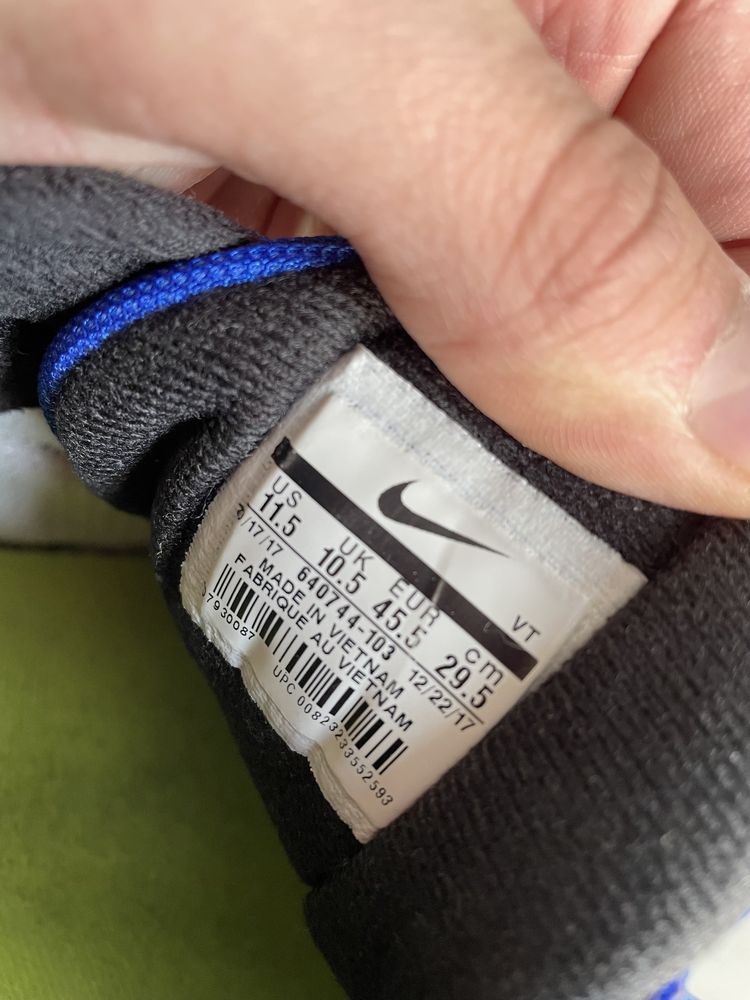 VT
US UK EUR cm
11.5 10.5 45.5 29.5
/17/17 640744-103 12/22/17
MADE IN VIETNAM
FABRIQUE AU VIETNAM
7930087
UPC 00823233552593